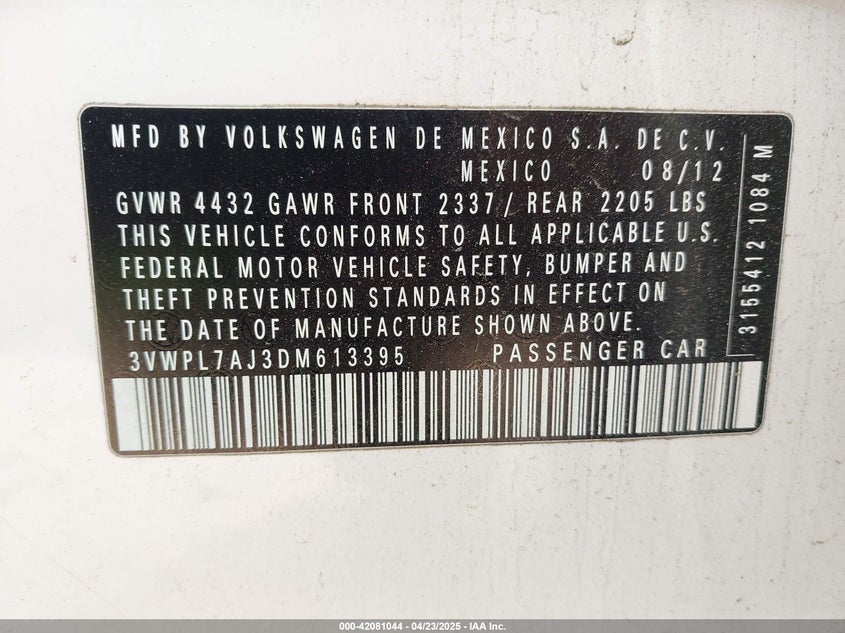 MFD BY VOLKSWAGEN DE MEXICO S.A. DE C.V.
MEXICO 08/12
GVWR 4432 GAWR FRONT 2337/ REAR 2205 LBS
THIS VEHICLE CONFORMS TO ALL APPLICABLE U.S.
FEDERAL MOTOR VEHICLE SAFETY, BUMPER AND
THEFT PREVENTION STANDARDS IN EFFECT ON
THE DATE OF MANUFACTURE SHOWN ABOVE.
3VWPL7AJ3DM613395 PASSENGER CAR
3155412 1084 M
000-42081044 - 04/23/2025 - IAA Inc.